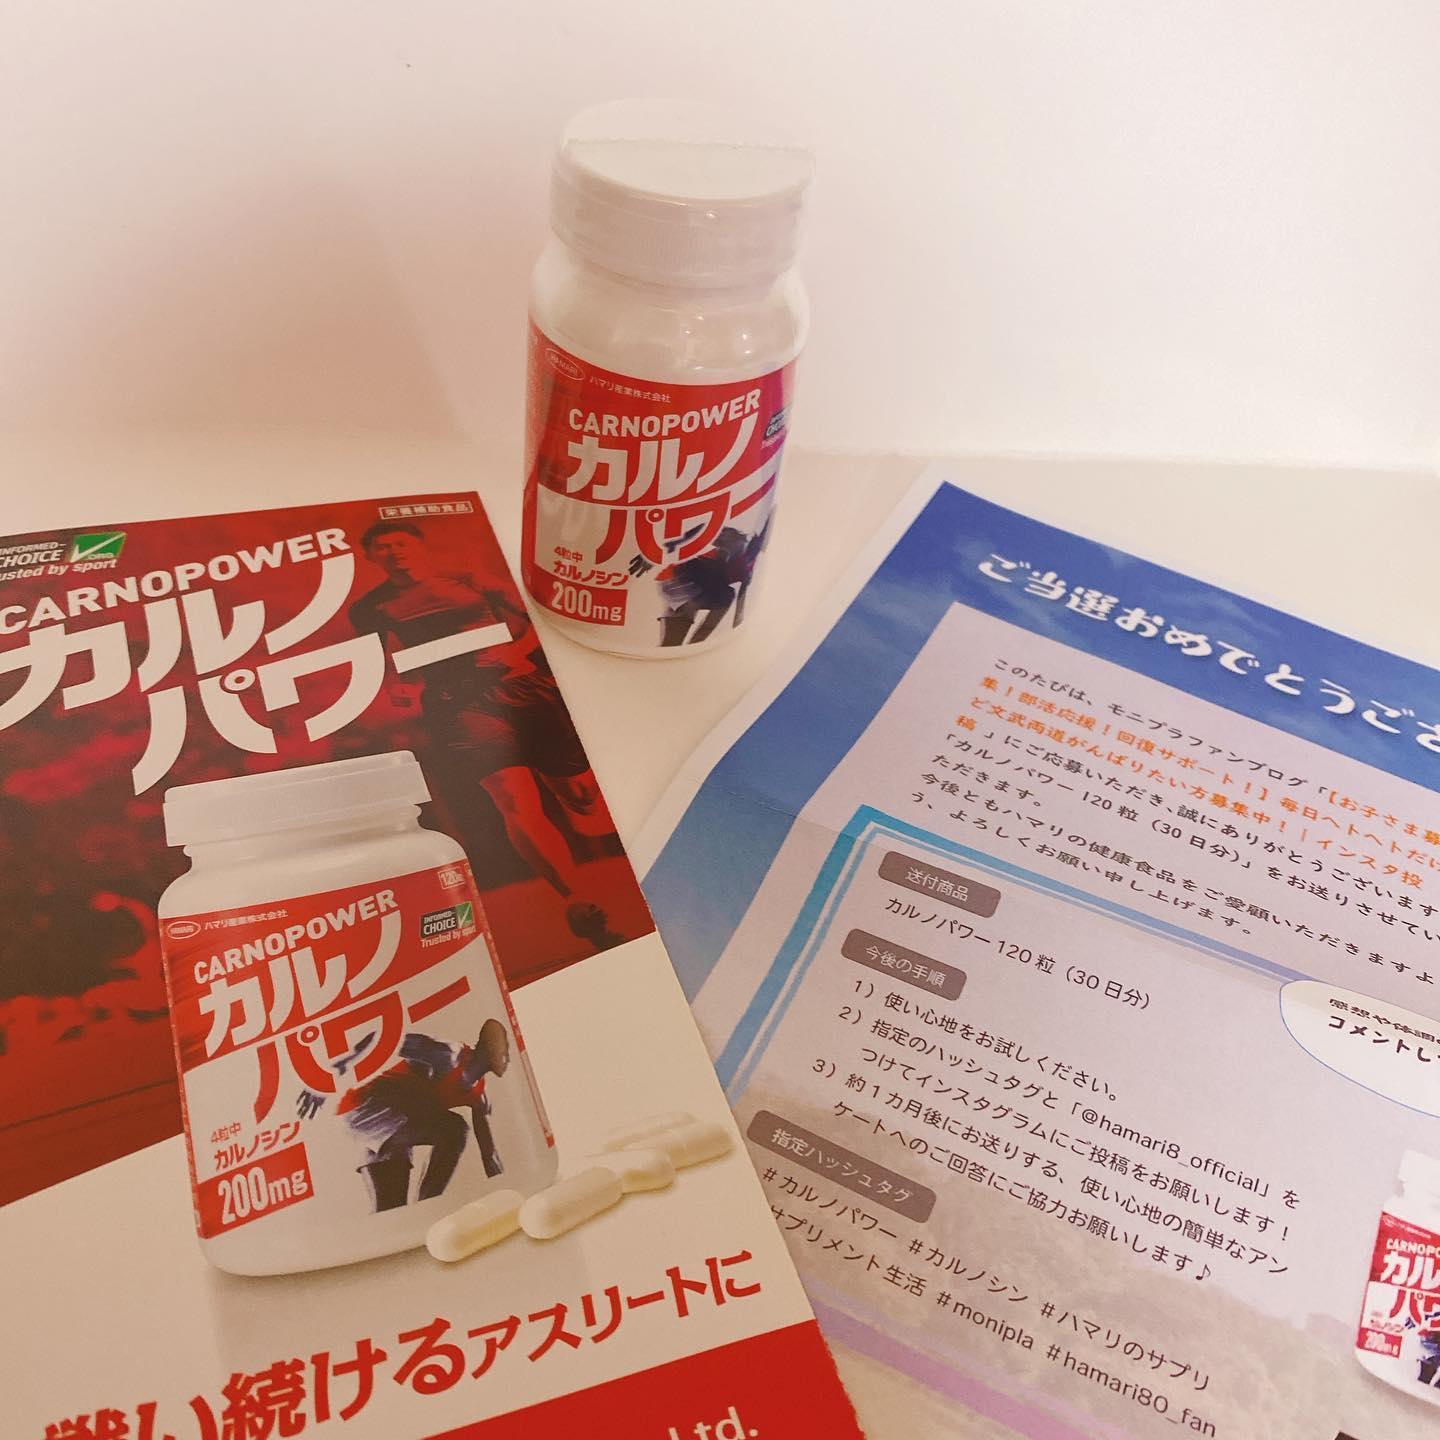 HAMARI
ハマリ産業株式会社
CARNOPOWER
カルノ
パワー
4粒中
カルノシン
200mg
栄養補助食品
INFORMED-
CHOICE
.ORG
Trusted by sport
CARNOPOWER
カルノ
パワー
120粒
HAMARI
ハマリ産業株式会社
INFORMED-
CHOICE
Trusted by sport
CARNOPOWER
カルノ
パワー
4粒中
カルノシン
200mg
戦い続けるアスリートに
Ltd.
ご当選おめでとうござ
このたびは、モニプラファンブログ「【お子さま募
集！部活応援！回復サポート！】毎日ヘトヘトだけ
ど文武両道がんばりたい方募集中！｜インスタ投
稿 」にご応募いただき、誠にありがとうございます
「カルノパワー 120粒（30日分）」をお送りさせてい
ただきます。
今後ともハマリの健康食品をご愛顧いただきますよ
う、よろしくお願い申し上げます。
送付商品
カルノパワー 120粒（30日分）
感想や体調
コメントし
今後の手順
1）使い心地をお試しください。
2）指定のハッシュタグと「@hamari8_official」を
つけてインスタグラムにご投稿をお願いします！
3）約1カ月後にお送りする、使い心地の簡単なアン
ケートへのご回答にご協力お願いします♪
指定ハッシュタグ
#カルノパワー #カルノシン #ハマリのサプリ
サプリメント生活 #monipla #hamari80_fan
CARNOPO
カル
パワ
200mg